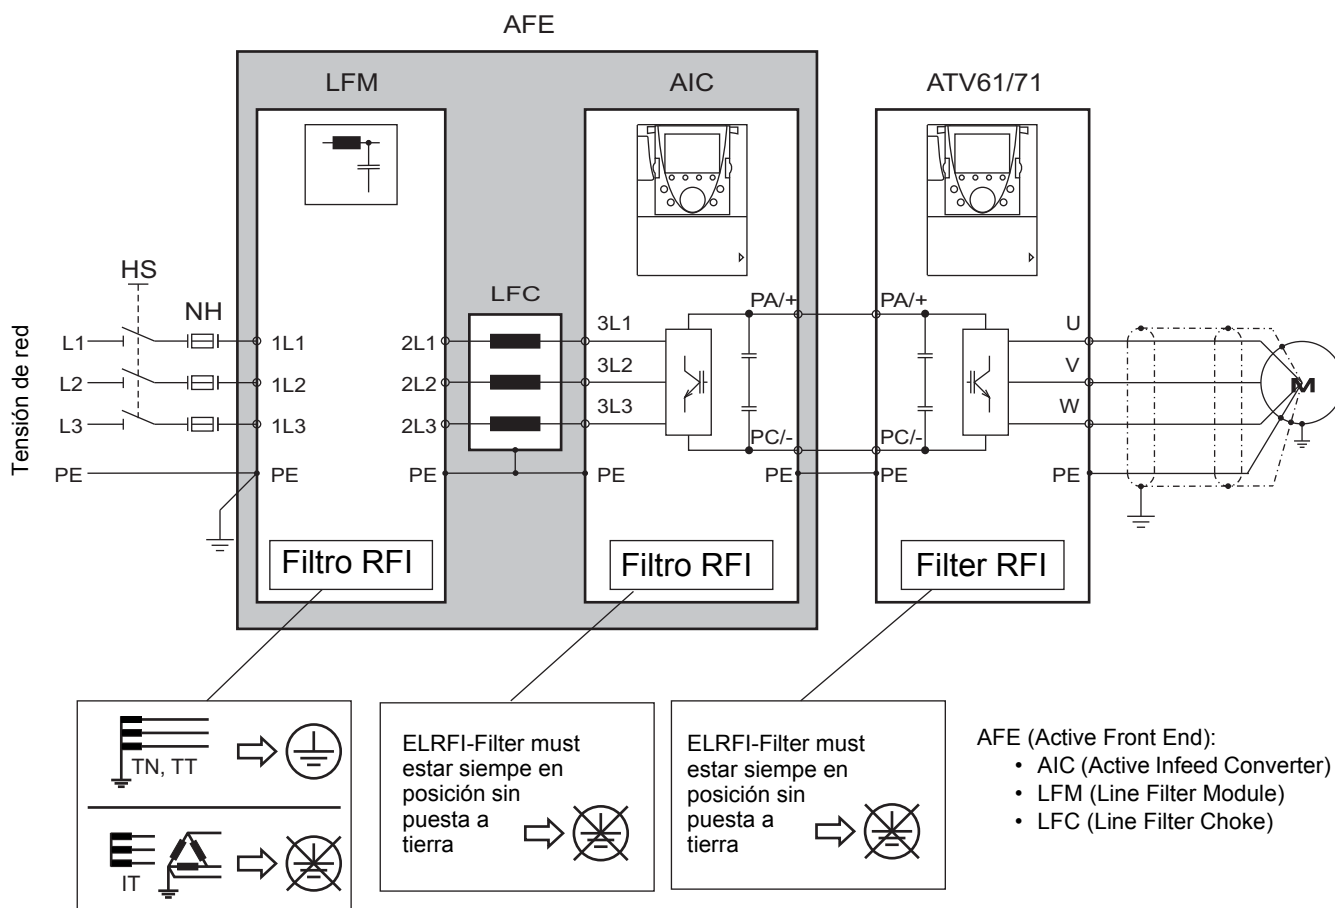 AFE
LFM
AIC
ATV61/71
HS
NH
LFC
Tensión de red
L1
L2
L3
PE
1L1
1L2
1L3
PE
2L1
2L2
2L3
PE
3L1
3L2
3L3
PE
PA/+
PC/-
PE
PA/+
PC/-
PE
U
V
W
PE
M
Filtro RFI
Filtro RFI
Filter RFI
TN, TT
IT
ELRFI-Filter must
estar siempe en
posición sin
puesta a
tierra
ELRFI-Filter must
estar siempe en
posición sin
puesta a
tierra
AFE (Active Front End):
• AIC (Active Infeed Converter)
• LFM (Line Filter Module)
• LFC (Line Filter Choke)